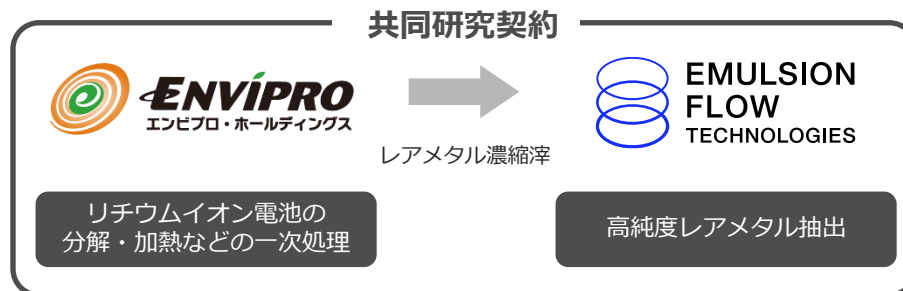 共同研究契約
ENVIPRO
エンビプロ・ホールディングス
レアメタル濃縮滓
EMULSION
FLOW
TECHNOLOGIES
リチウムイオン電池の
分解・加熱などの一次処理
高純度レアメタル抽出